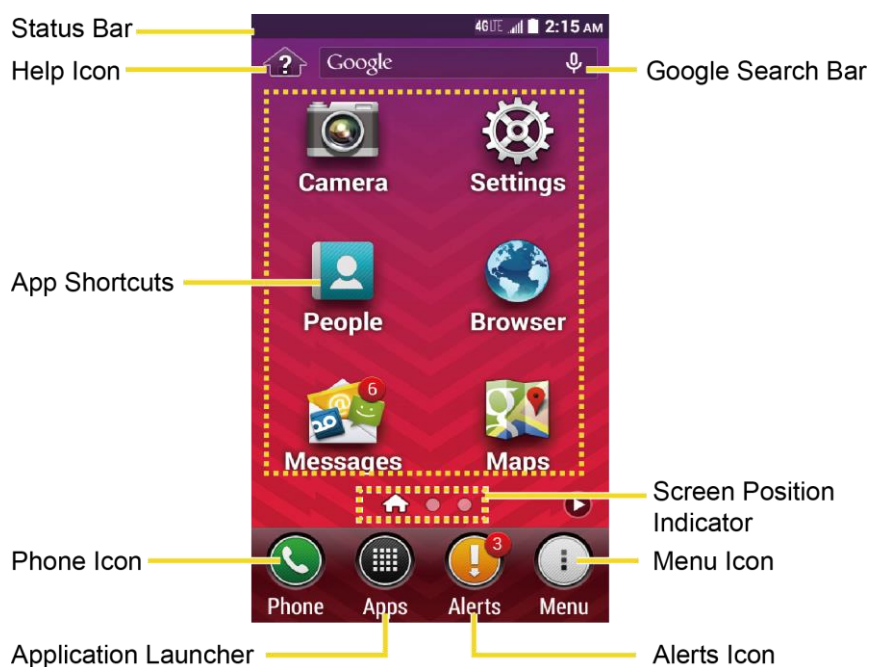 Status Bar
4G LTE 2:15 AM
Help Icon
?
Google
Google Search Bar
Camera
Settings
App Shortcuts
People
Browser
6
@
g
Messages
Maps
Screen Position
Indicator
3
!
Phone Icon
Menu Icon
Phone
Apps
Alerts
Menu
Application Launcher
Alerts Icon